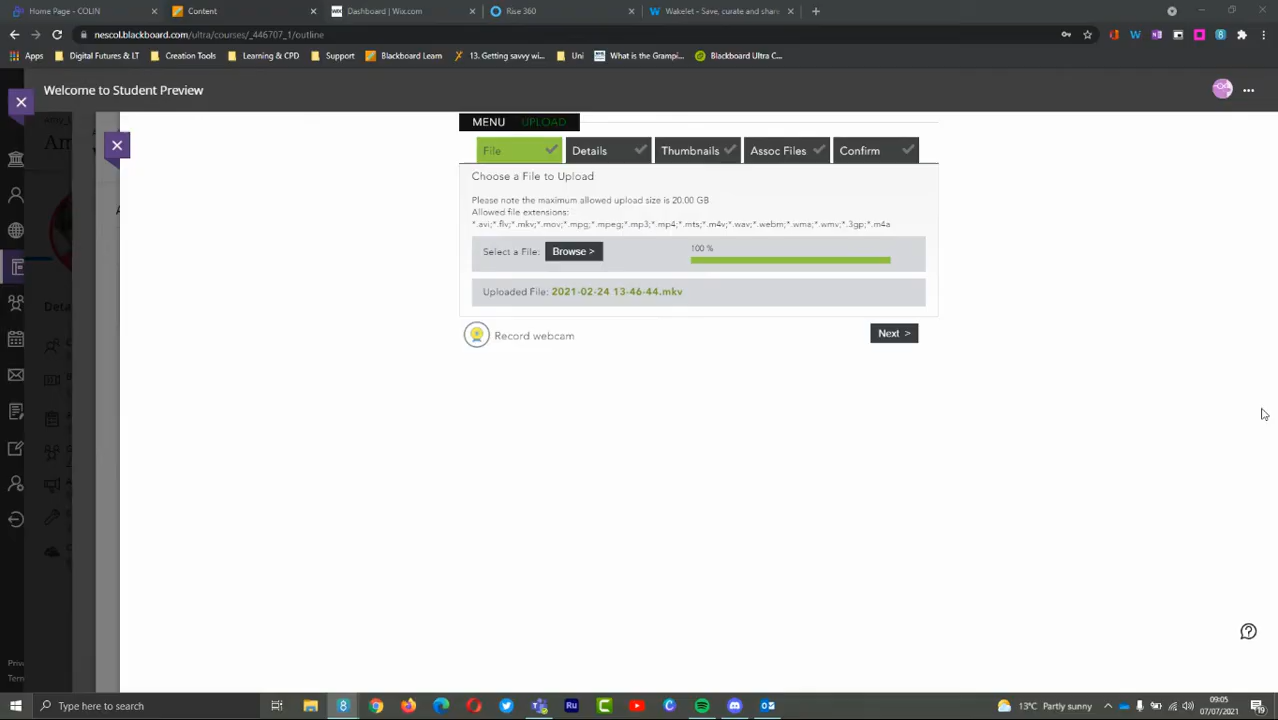 Home Page - COLIN
Content
Dashboard | Wix.com
Rise 360
Wakelet – Save, curate and share
nescol.blackboard.com/ultra/courses/_446707_1/outline
Apps
Digital Futures & LT
Learning & CPD
Creation Tools
Support
Blackboard Learn
13. Getting savvy wi...
Uni
What is the Grampi...
Blackboard Ultra C...
Welcome to Student Preview
MENU UPLOAD
File
Details
Thumbnails
Assoc Files
Confirm
Choose a File to Upload
Please note the maximum allowed upload size is 20.00 GB
Allowed file extensions:
*.avi;*.flv;*.mkv;*.mov;*.mpg;*.mpeg;*.mp3;*.mp4;*.mts;*.m4v;*.wav;*.webm;*.wma;*.wmv;*.3gp;*.m4a
Select a File: Browse >
100 %
Uploaded File: 2021-02-24 13-46-44.mkv
Record webcam
Next >
Deta
Priv
Tern
Type here to search
13°C Partly sunny
09:05
07/07/2021